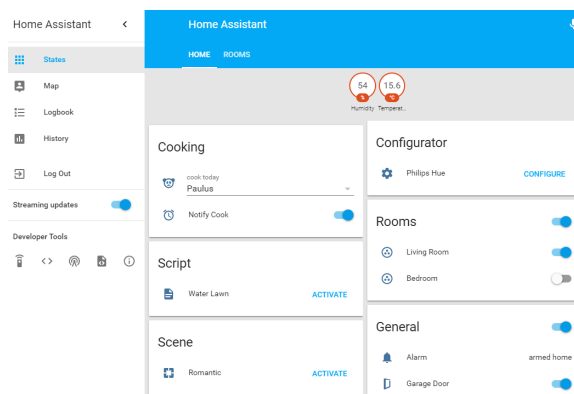 Home Assistant
States
Map
Logbook
History
Log Out
Streaming updates
Developer Tools
Home Assistant
HOME ROOMS
54 15.6
% °C
Humidity Temperat...
Cooking
cook today
Paulus
Notify Cook
Script
Water Lawn ACTIVATE
Scene
Romantic ACTIVATE
Configurator
Philips Hue CONFIGURE
Rooms
Living Room
Bedroom
General
Alarm armed home
Garage Door